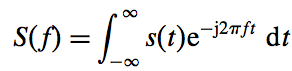 S(f) = ∫_{-∞}^{∞} s(t)e^{-j2πft} dt